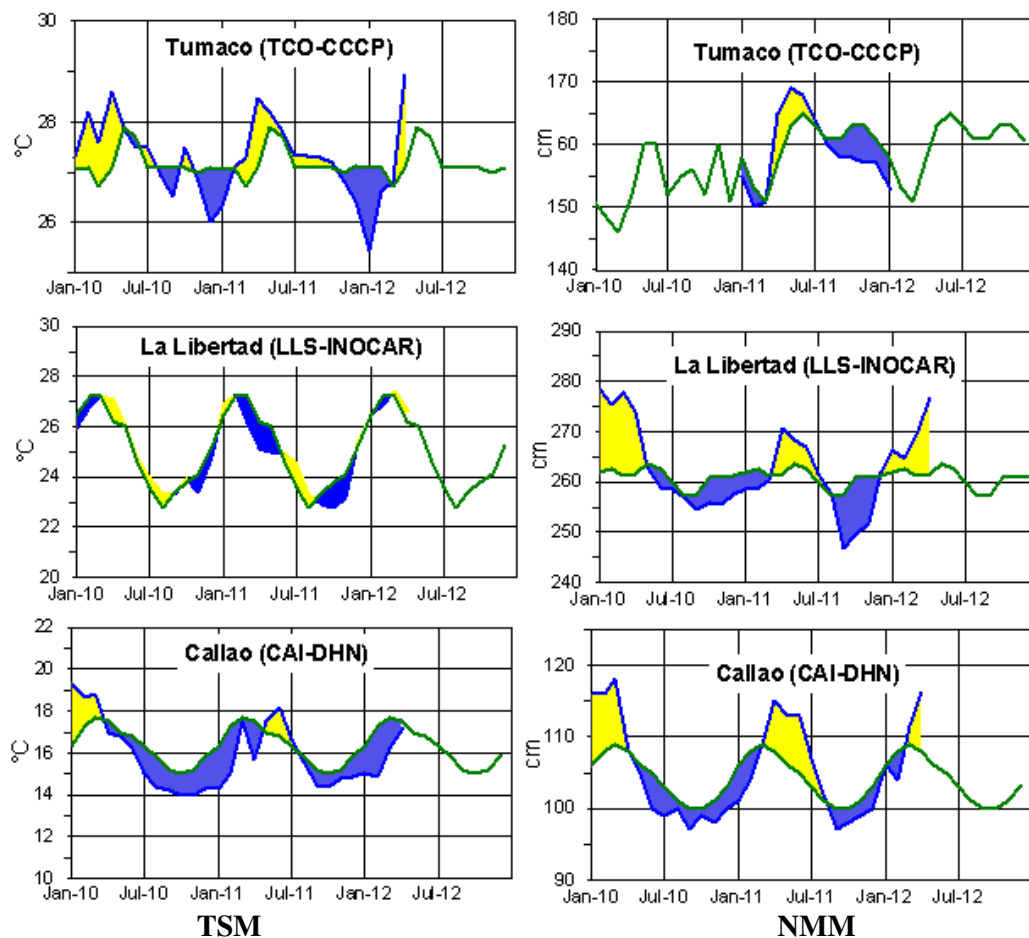 30
Tumaco (TCO-CCCP)
28
°C
26
Jan-10 Jul-10 Jan-11 Jul-11 Jan-12 Jul-12
180
Tumaco (TCO-CCCP)
170
160
cm
150
140
Jan-10 Jul-10 Jan-11 Jul-11 Jan-12 Jul-12
30
La Libertad (LLS-INOCAR)
28
26
°C
24
22
20
Jan-10 Jul-10 Jan-11 Jul-11 Jan-12 Jul-12
290
La Libertad (LLS-INOCAR)
280
270
cm
260
250
240
Jan-10 Jul-10 Jan-11 Jul-11 Jan-12 Jul-12
22
Callao (CAI-DHN)
20
18
°C
16
14
12
10
Jan-10 Jul-10 Jan-11 Jul-11 Jan-12 Jul-12
TSM
120
Callao (CAI-DHN)
110
cm
100
90
Jan-10 Jul-10 Jan-11 Jul-11 Jan-12 Jul-12
NMM